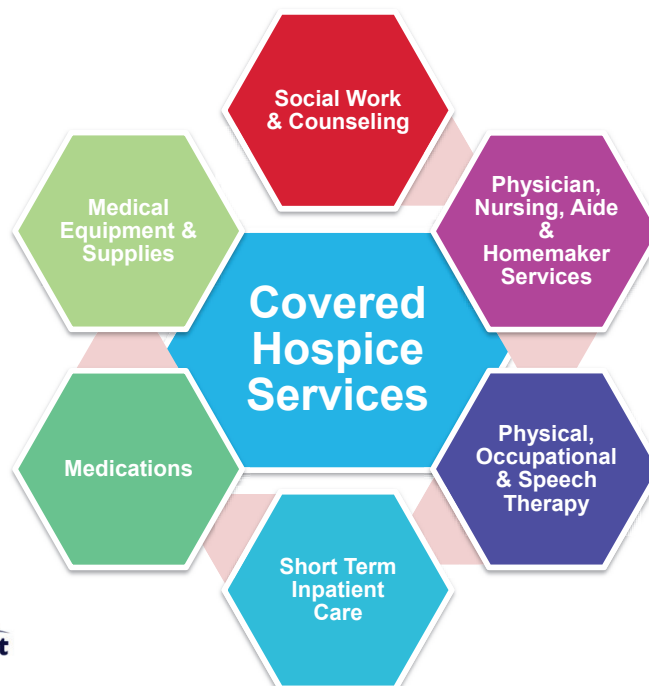 Social Work
& Counseling
Physician,
Nursing, Aide
&
Homemaker
Services
Medical
Equipment &
Supplies
Covered
Hospice
Services
Physical,
Occupational
& Speech
Therapy
Medications
Short Term
Inpatient
Care